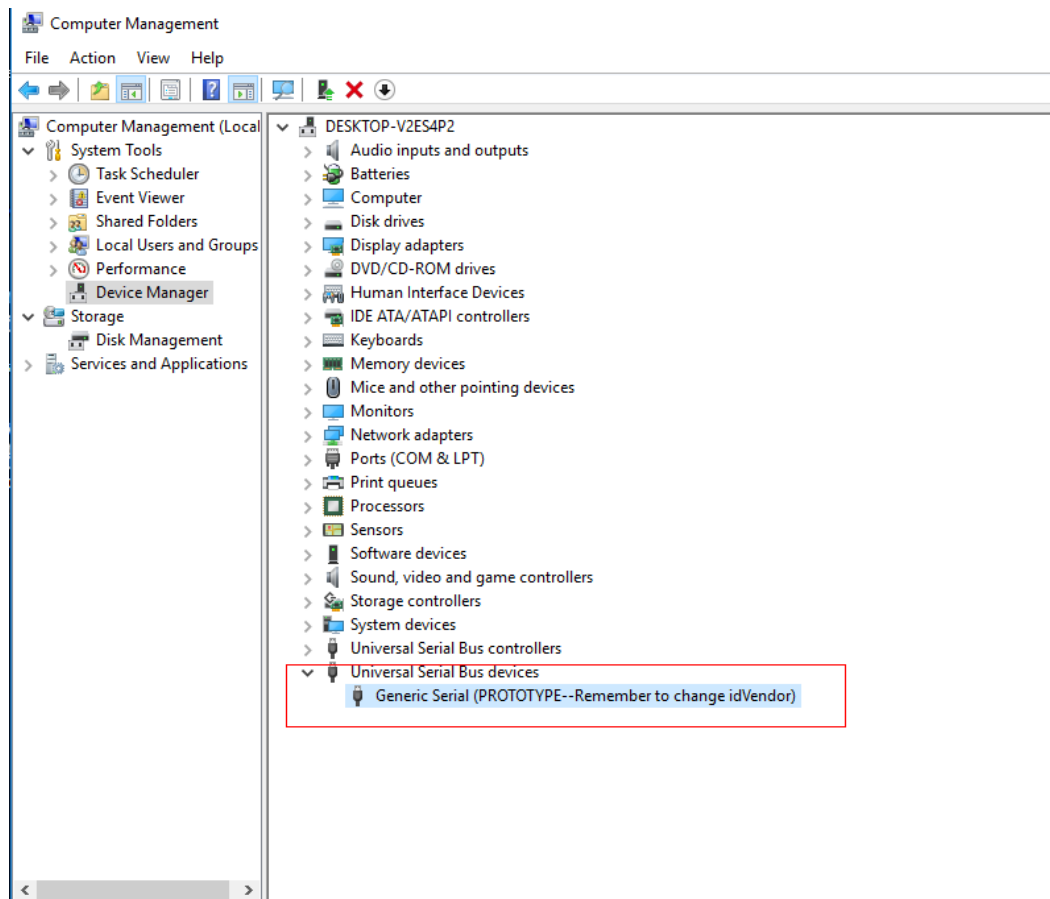 Computer Management
File Action View Help
Computer Management (Local
System Tools
Task Scheduler
Event Viewer
Shared Folders
Local Users and Groups
Performance
Device Manager
Storage
Disk Management
Services and Applications
DESKTOP-V2ES4P2
Audio inputs and outputs
Batteries
Computer
Disk drives
Display adapters
DVD/CD-ROM drives
Human Interface Devices
IDE ATA/ATAPI controllers
Keyboards
Memory devices
Mice and other pointing devices
Monitors
Network adapters
Ports (COM & LPT)
Print queues
Processors
Sensors
Software devices
Sound, video and game controllers
Storage controllers
System devices
Universal Serial Bus controllers
Universal Serial Bus devices
Generic Serial (PROTOTYPE--Remember to change idVendor)